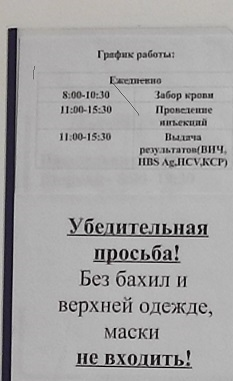 График работы:
Ежедневно
8:00-10:30 Забор крови
11:00-15:30 Проведение
инъекций
11:00-15:30 Выдача
результатов(ВИЧ,
HBS Ag,HCV,КСР)
Убедительная
просьба!
Без бахил и
верхней одежде,
маски
не входить!